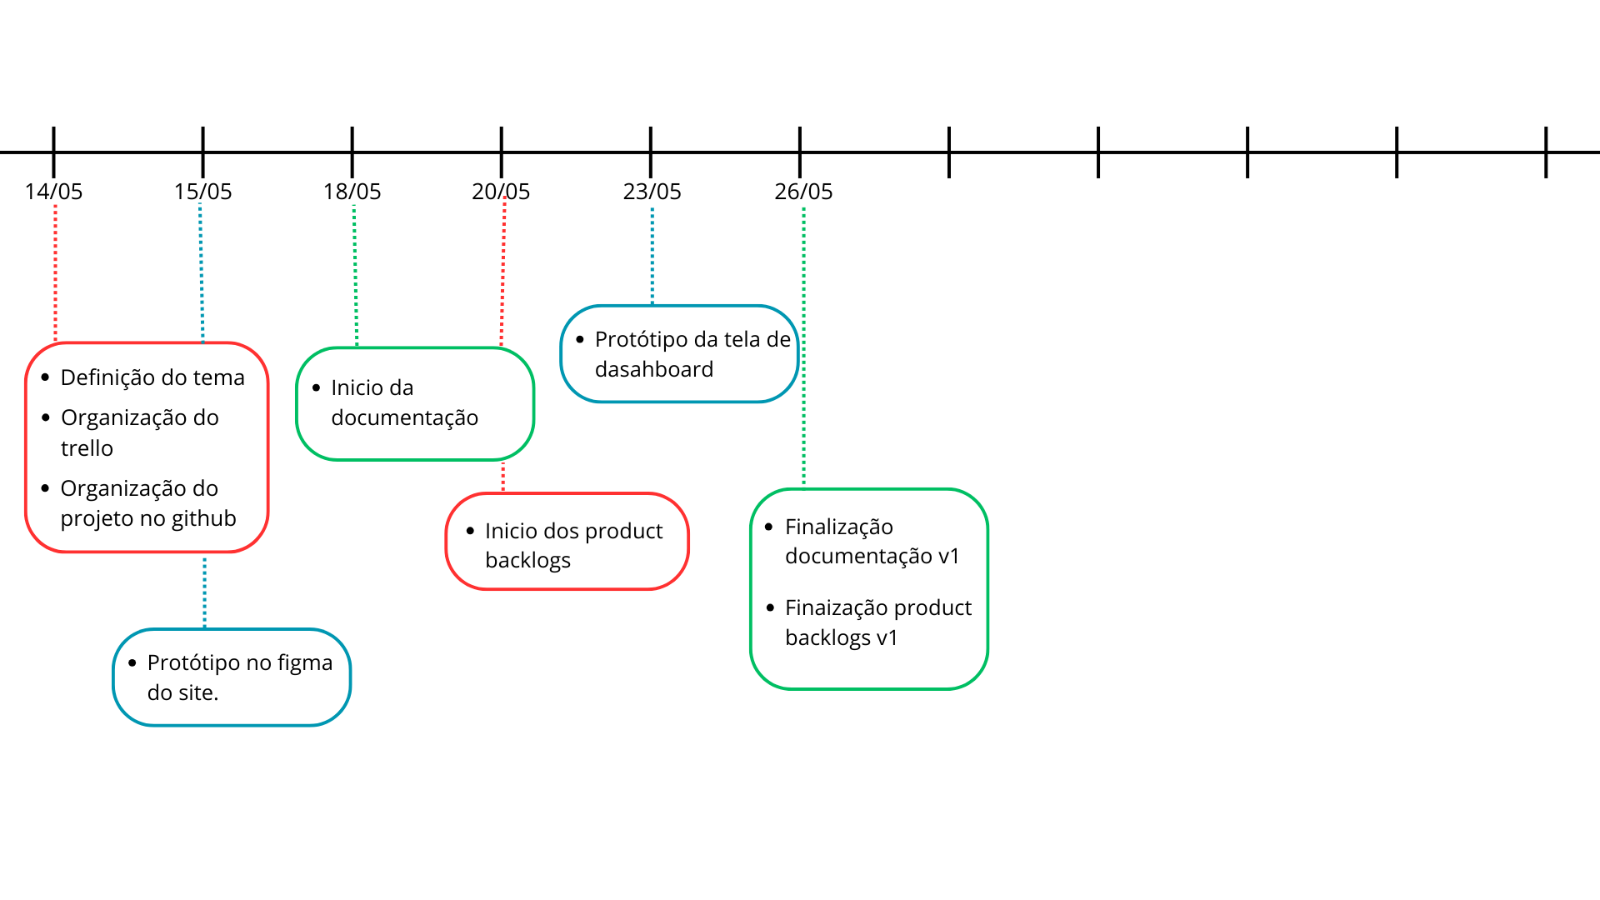 14/05
15/05
18/05
20/05
23/05
26/05
Definição do tema
Organização do
trello
Organização do
projeto no github
Protótipo no figma
do site.
Inicio da
documentação
Inicio dos product
backlogs
Protótipo da tela de
dasahboard
Finalização
documentação v1
Finaização product
backlogs v1